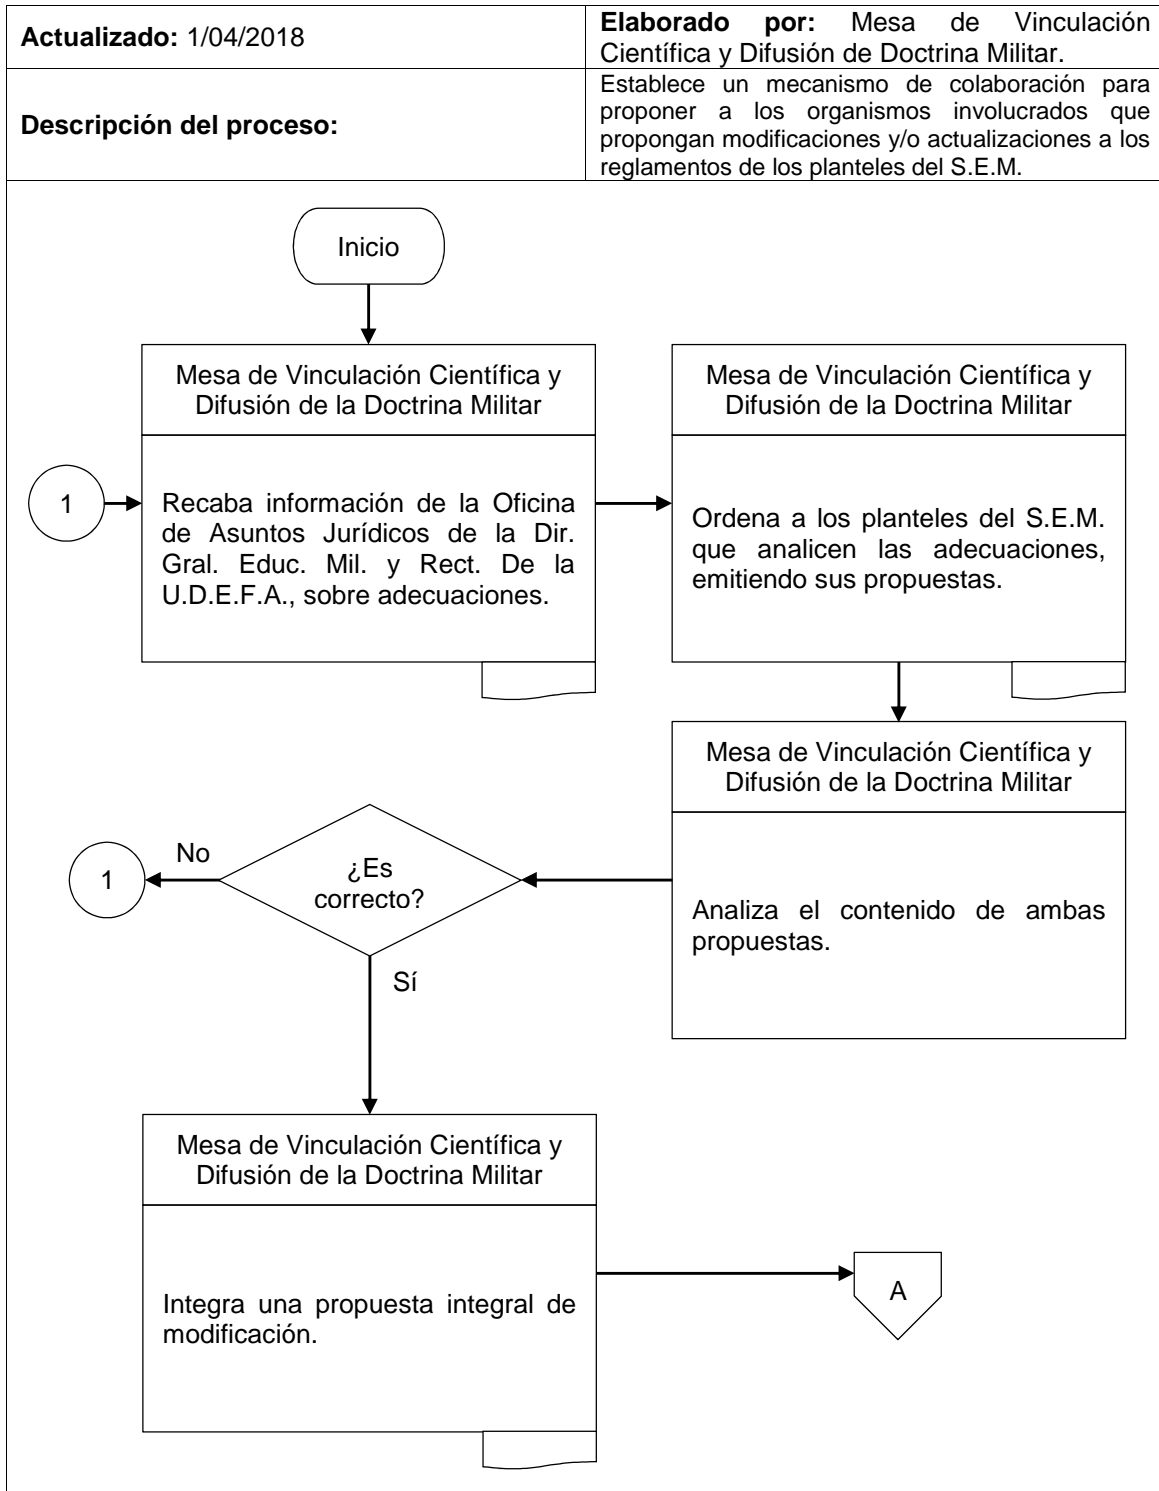 Actualizado: 1/04/2018
Elaborado por: Mesa de Vinculación
Científica y Difusión de Doctrina Militar.
Descripción del proceso:
Establece un mecanismo de colaboración para
proponer a los organismos involucrados que
propongan modificaciones y/o actualizaciones a los
reglamentos de los planteles del S.E.M.
Inicio
Mesa de Vinculación Científica y
Difusión de la Doctrina Militar
1
Recaba información de la Oficina
de Asuntos Jurídicos de la Dir.
Gral. Educ. Mil. y Rect. De la
U.D.E.F.A., sobre adecuaciones.
Mesa de Vinculación Científica y
Difusión de la Doctrina Militar
Ordena a los planteles del S.E.M.
que analicen las adecuaciones,
emitiendo sus propuestas.
Mesa de Vinculación Científica y
Difusión de la Doctrina Militar
Analiza el contenido de ambas
propuestas.
¿Es
correcto?
No
1
Sí
Mesa de Vinculación Científica y
Difusión de la Doctrina Militar
Integra una propuesta integral de
modificación.
A